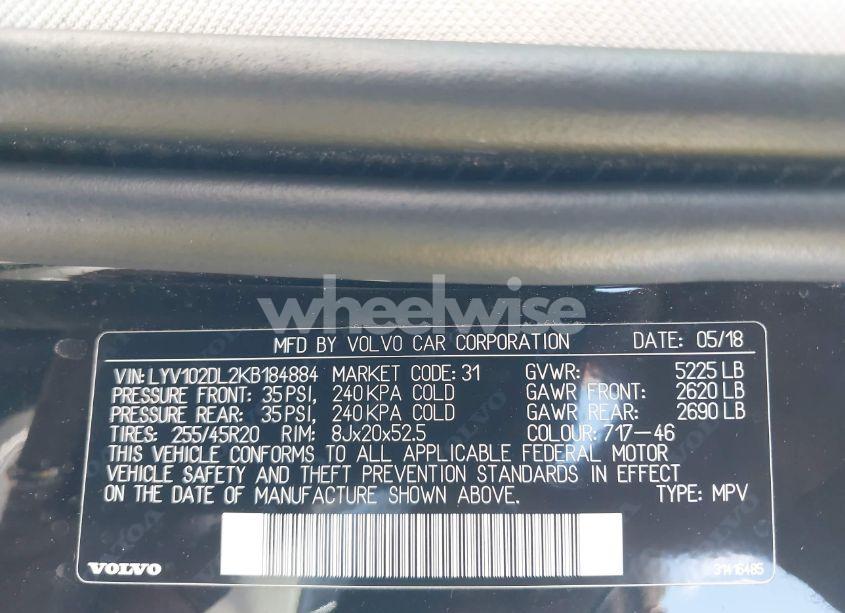 wheelwise
MFD BY VOLVO CAR CORPORATION DATE: 05/18
VIN: LYV102DL2KB184884 MARKET CODE: 31 GVWR: 5225 LB
PRESSURE FRONT: 35 PSI, 240 KPA COLD GAWR FRONT: 2620 LB
PRESSURE REAR: 35 PSI, 240 KPA COLD GAWR REAR: 2690 LB
TIRES: 255/45R20 RIM: 8Jx20x52.5 COLOUR: 717-46
THIS VEHICLE CONFORMS TO ALL APPLICABLE FEDERAL MOTOR
VEHICLE SAFETY AND THEFT PREVENTION STANDARDS IN EFFECT
ON THE DATE OF MANUFACTURE SHOWN ABOVE. TYPE: MPV
VOLVO 31416485